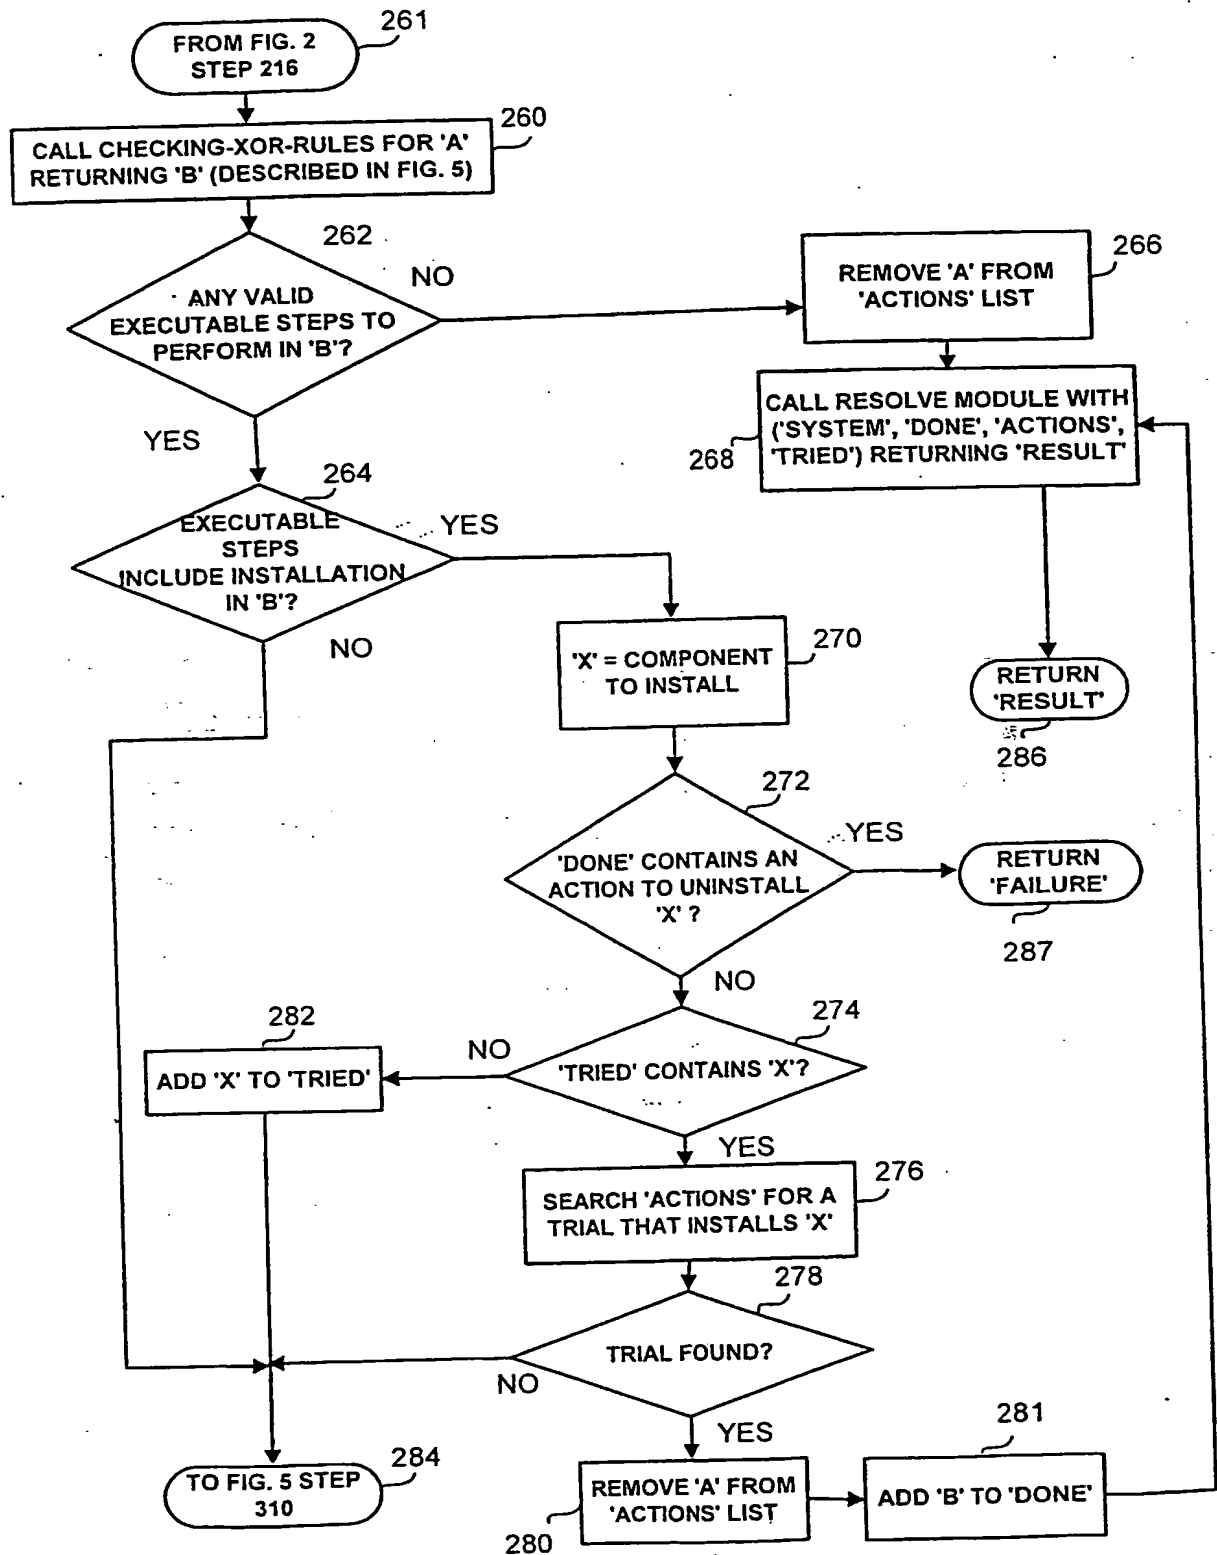 FROM FIG. 2
STEP 216
261
CALL CHECKING-XOR-RULES FOR 'A'
RETURNING 'B' (DESCRIBED IN FIG. 5)
260
262
ANY VALID
EXECUTABLE STEPS TO
PERFORM IN 'B'?
NO
YES
REMOVE 'A' FROM
'ACTIONS' LIST
266
CALL RESOLVE MODULE WITH
('SYSTEM', 'DONE', 'ACTIONS',
'TRIED') RETURNING 'RESULT'
268
264
EXECUTABLE
STEPS
INCLUDE INSTALLATION
IN 'B'?
YES
NO
'X' = COMPONENT
TO INSTALL
270
RETURN
'RESULT'
286
272
'DONE' CONTAINS AN
ACTION TO UNINSTALL
'X' ?
YES
NO
RETURN
'FAILURE'
287
274
'TRIED' CONTAINS 'X'?
NO
YES
282
ADD 'X' TO 'TRIED'
SEARCH 'ACTIONS' FOR A
TRIAL THAT INSTALLS 'X'
276
278
TRIAL FOUND?
NO
YES
TO FIG. 5 STEP
310
284
REMOVE 'A' FROM
'ACTIONS' LIST
280
281
ADD 'B' TO 'DONE'